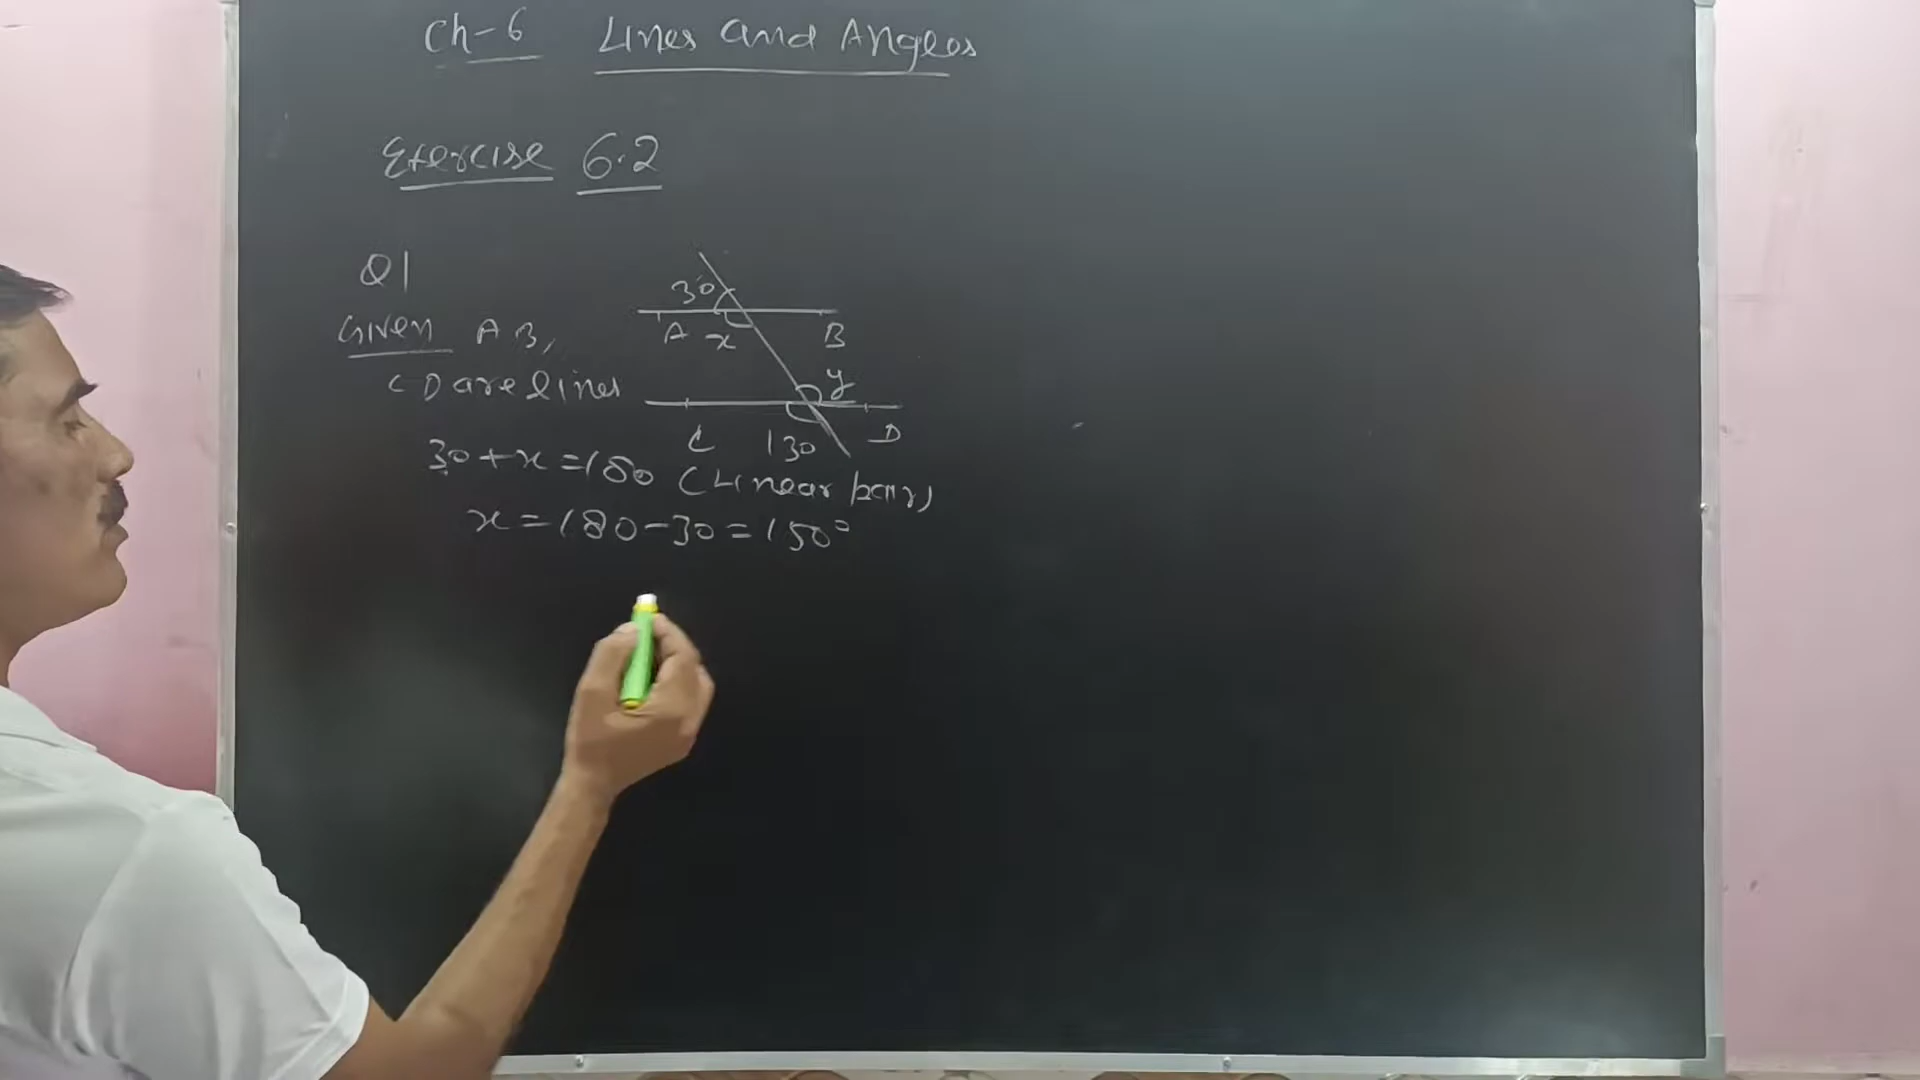 Ch-6 Lines and Angles
Exercise 6.2
Q1
Given AB,
CD are lines
30
A x B
y
C 130 D
30+x=180 (Linear pair)
x=180-30=150°